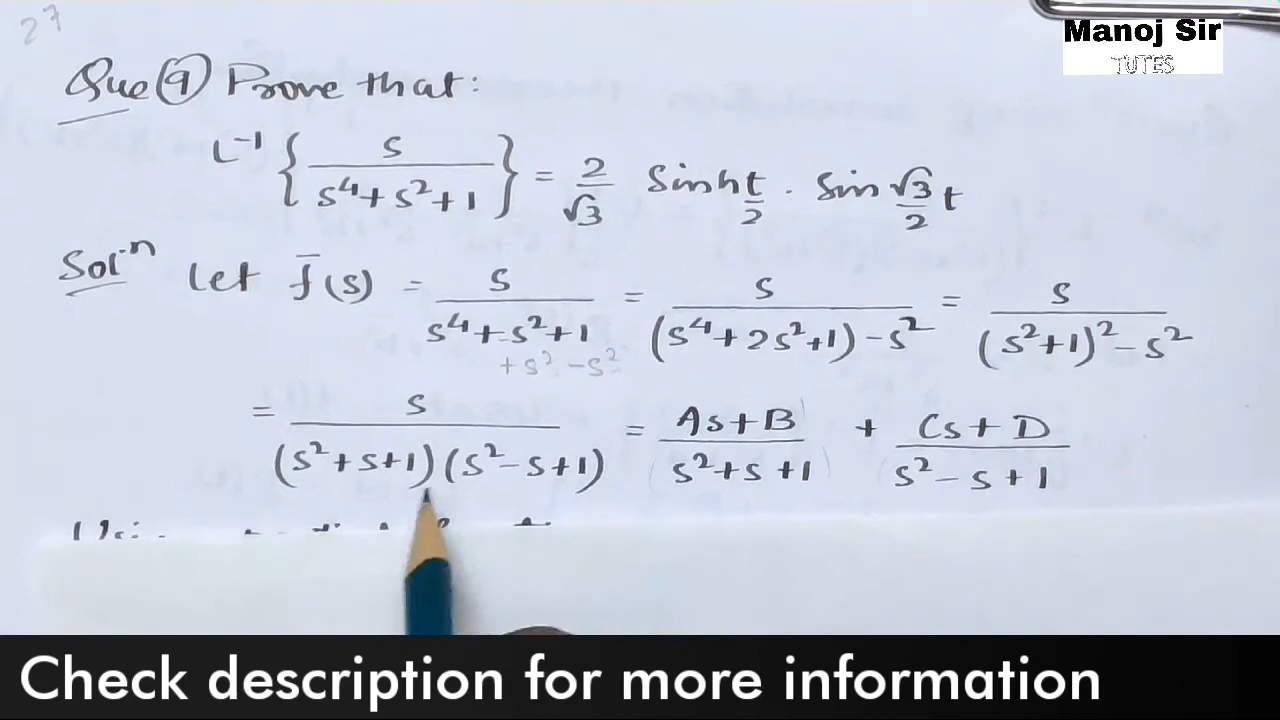 27
Manoj Sir
TUTES
Que (9) Prove that:
L⁻¹ { s / (s⁴+s²+1) } = 2/√3 Sinh t/2 . Sin √3/2 t
Solⁿ Let f̄(s) = s / (s⁴+s²+1) = s / ((s⁴+2s²+1)-s²) = s / ((s²+1)²-s²)
+s²-s²
= s / ((s²+s+1)(s²-s+1)) = (As+B) / (s²+s+1) + (Cs+D) / (s²-s+1)
Check description for more information